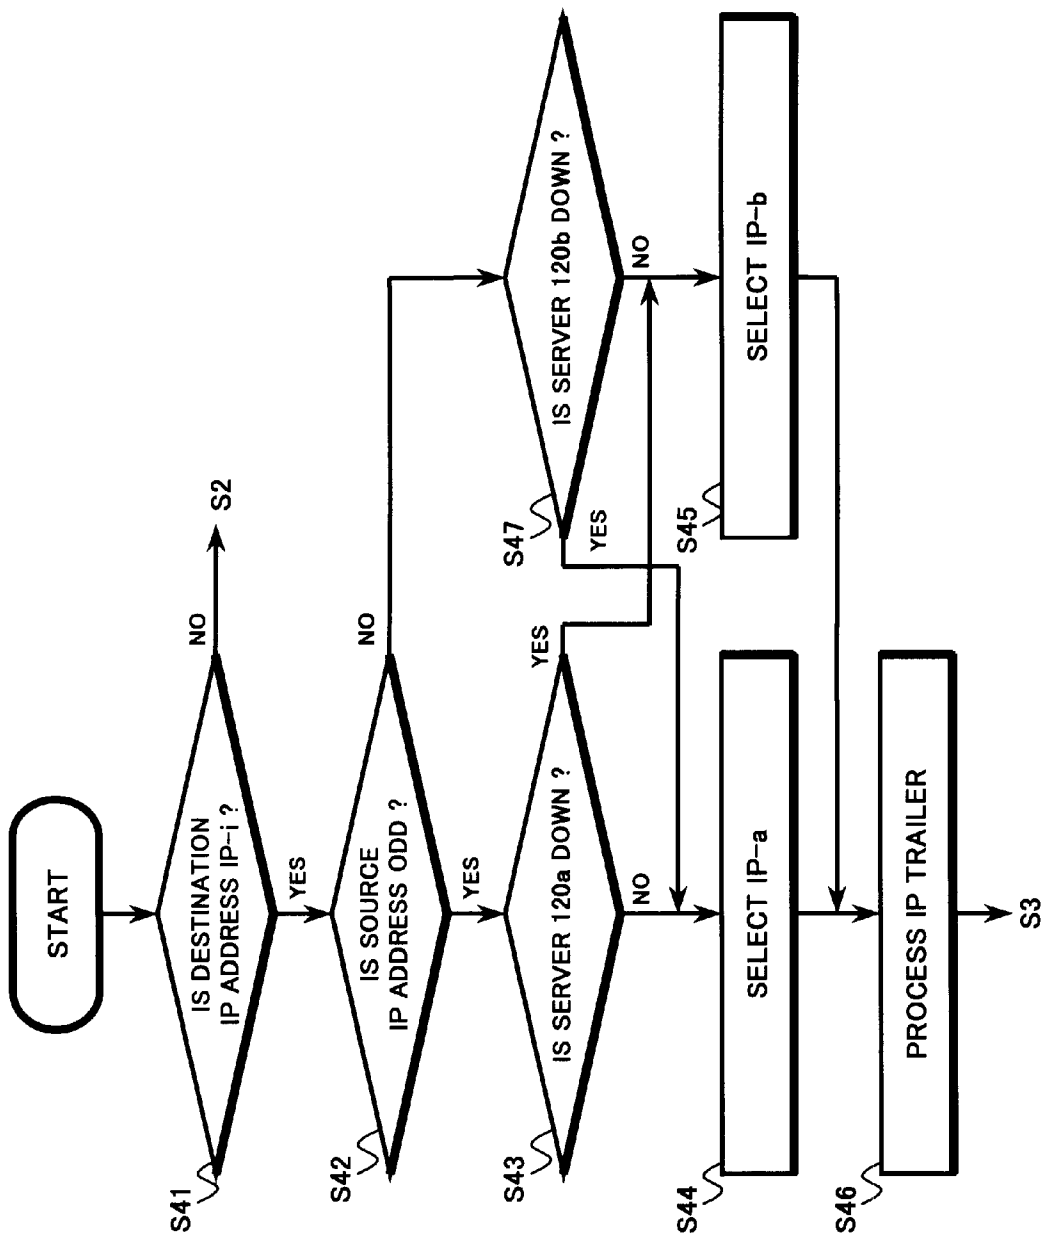 START
S41
IS DESTINATION
IP ADDRESS IP-i ?
NO
S2
YES
S42
IS SOURCE
IP ADDRESS ODD ?
NO
YES
S43
IS SERVER 120a DOWN ?
YES
NO
S47
IS SERVER 120b DOWN ?
YES
NO
S44
SELECT IP-a
S45
SELECT IP-b
S46
PROCESS IP TRAILER
S3